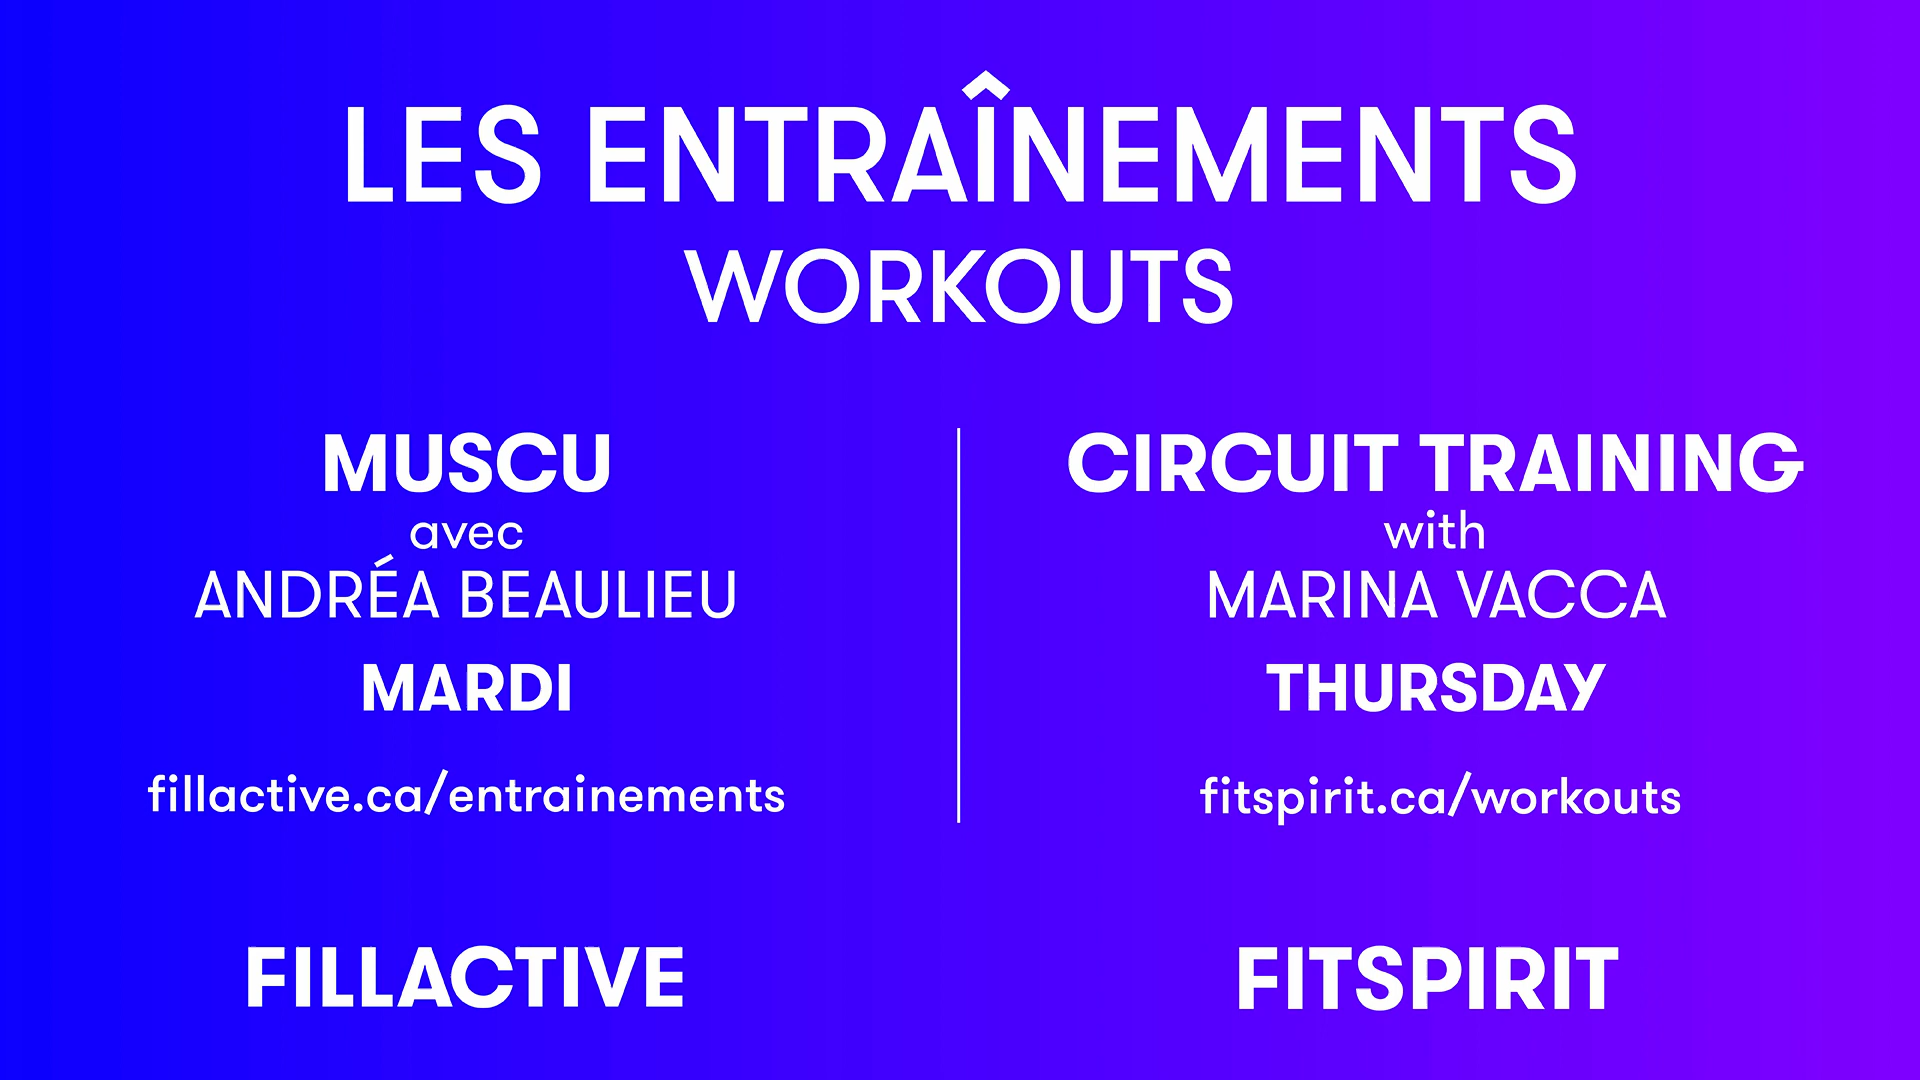 LES ENTRAÎNEMENTS
WORKOUTS
MUSCU
avec
ANDRÉA BEAULIEU
MARDI
fillactive.ca/entrainements
FILLACTIVE
CIRCUIT TRAINING
with
MARINA VACCA
THURSDAY
fitspirit.ca/workouts
FITSPIRIT